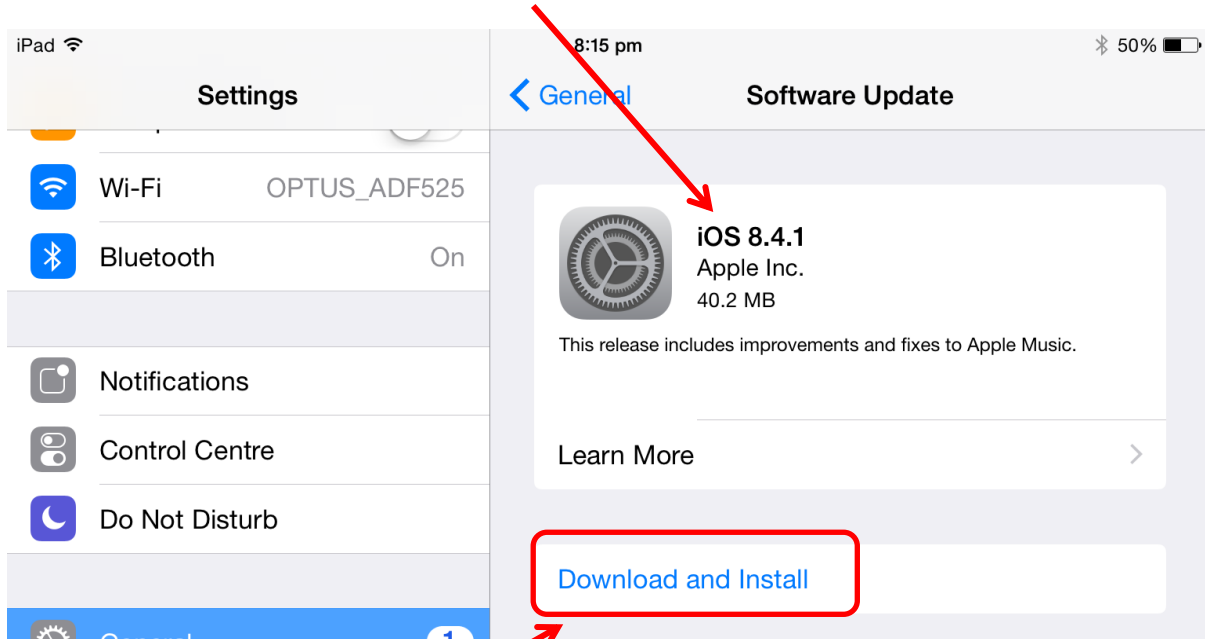 iPad
8:15 pm
50%
Settings
General
Software Update
Wi-Fi
OPTUS_ADF525
Bluetooth
On
Notifications
Control Centre
Do Not Disturb
General
1
iOS 8.4.1
Apple Inc.
40.2 MB
This release includes improvements and fixes to Apple Music.
Learn More
Download and Install